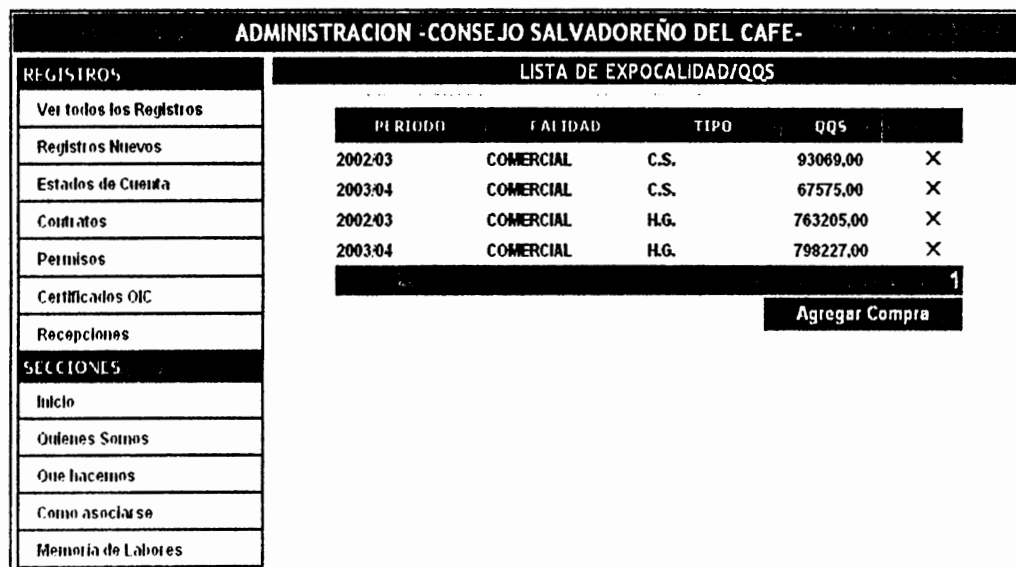 ADMINISTRACION -CONSEJO SALVADOREÑO DEL CAFE-
REGISTROS
Ver todos los Registros
Registros Nuevos
Estados de Cuenta
Contratos
Permisos
Certificados OIC
Recepciones
SECCIONES
Inicio
Quienes Somos
Que hacemos
Como asociarse
Memoria de Labores
LISTA DE EXPOCALIDAD/QQS
PERIODO CALIDAD TIPO QQS
2002/03 COMERCIAL C.S. 93069,00 X
2003/04 COMERCIAL C.S. 67575,00 X
2002/03 COMERCIAL H.G. 763205,00 X
2003/04 COMERCIAL H.G. 798227,00 X
1
Agregar Compra